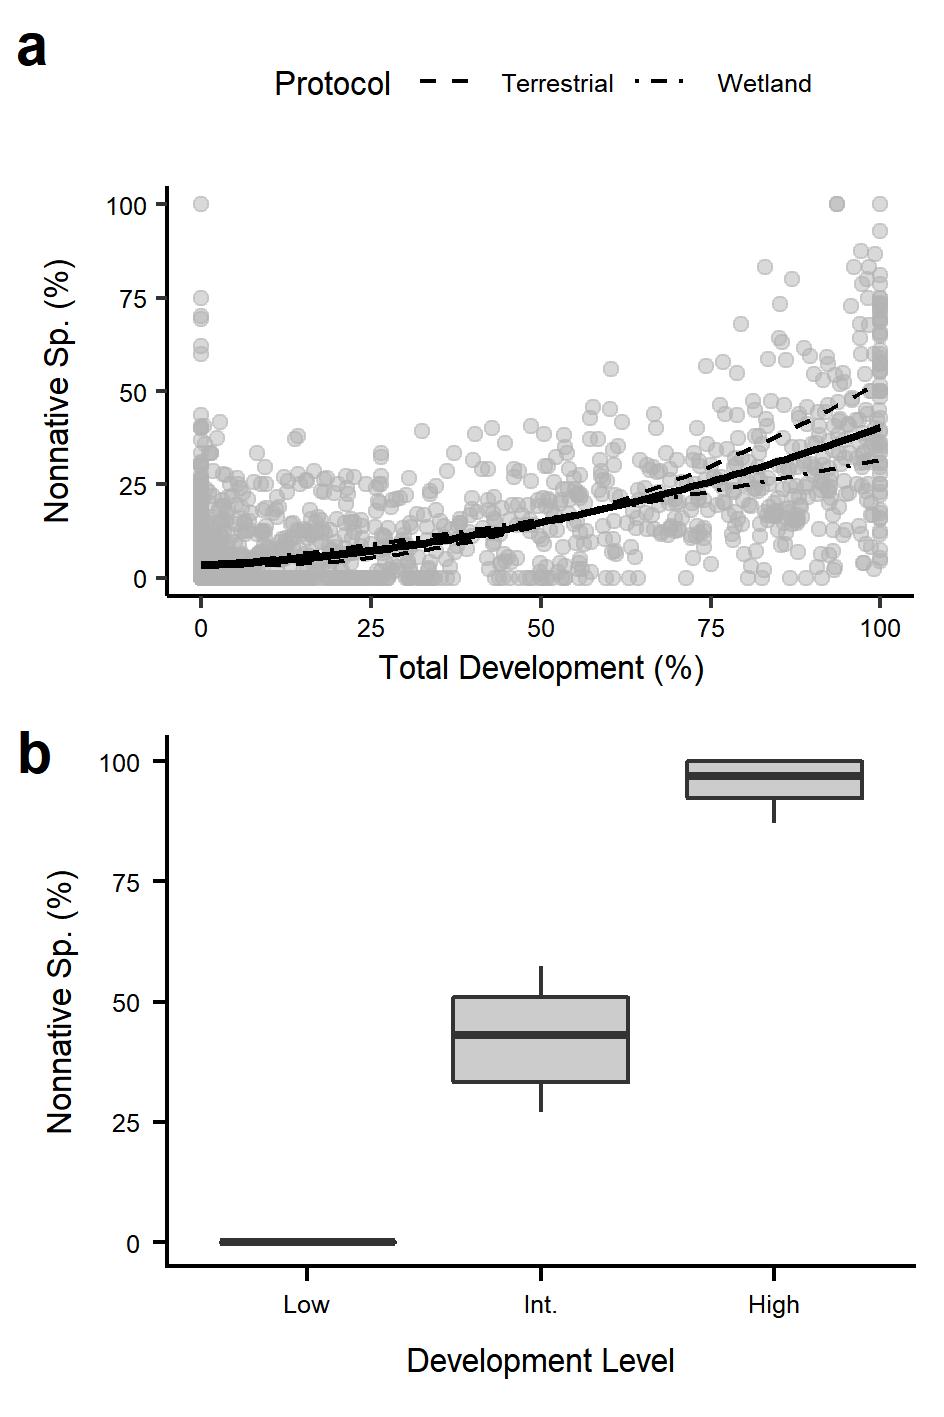 a
Protocol Terrestrial Wetland
Nonnative Sp. (%)
100
75
50
25
0
0 25 50 75 100
Total Development (%)
b
Nonnative Sp. (%)
100
75
50
25
0
Low Int. High
Development Level